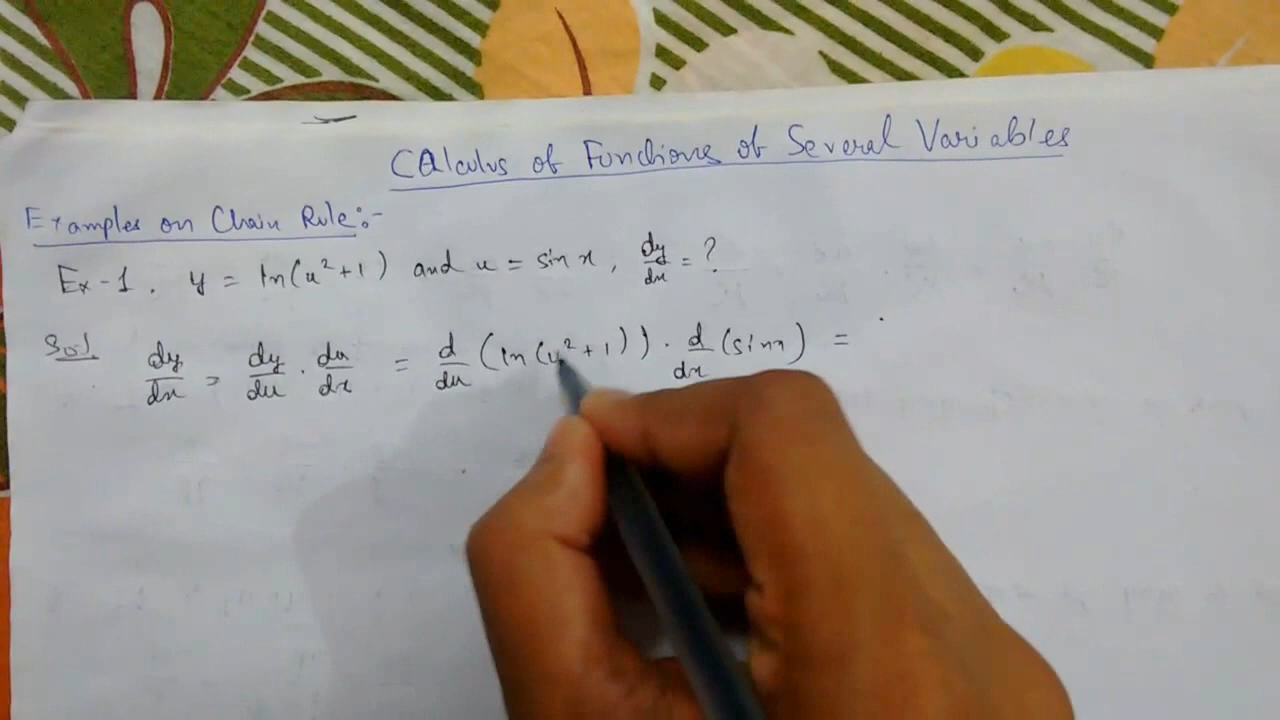 CAlculus of Functions of Several Variables
Examples on Chain Rule:-
Ex-1. y = ln(u²+1) and u = sin x, dy/dx = ?
Sol dy/dx = dy/du . du/dx = d/du (ln(u²+1)) . d/dx (sin x) =